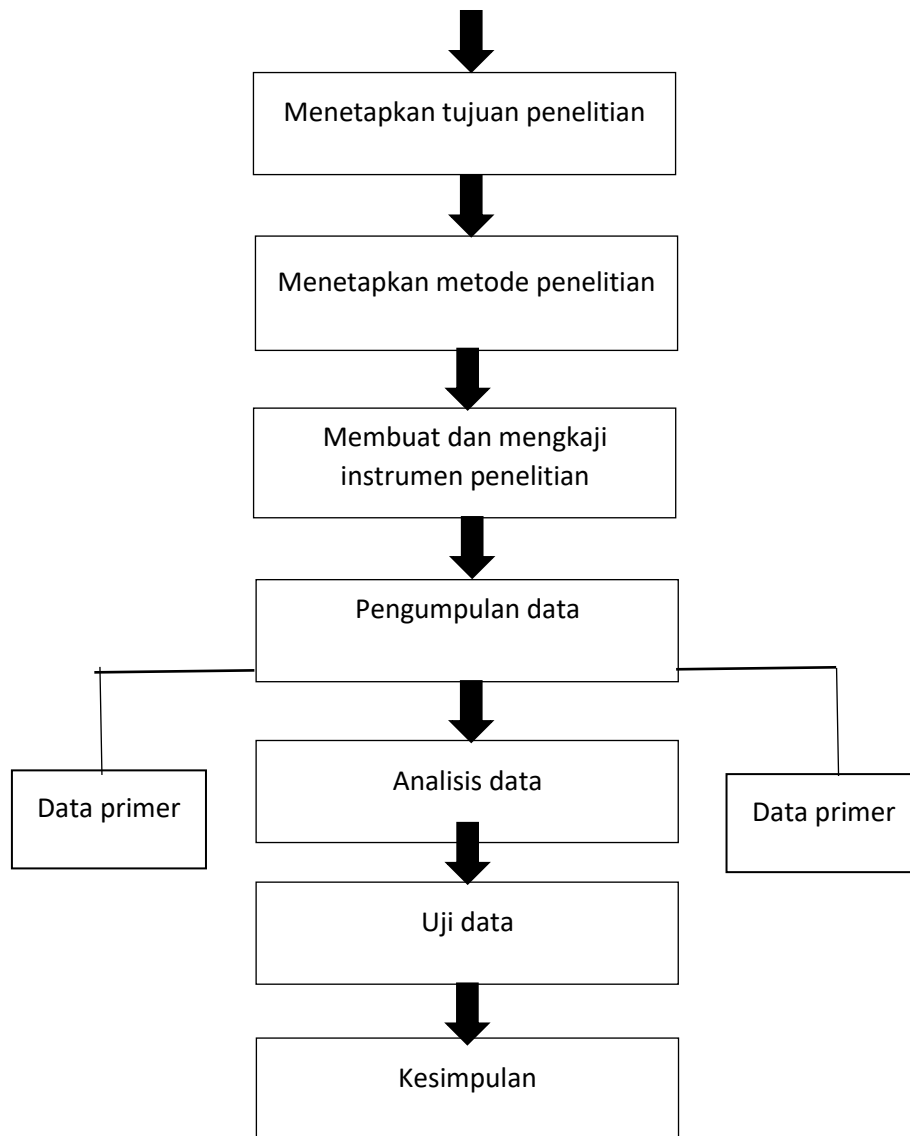 Menetapkan tujuan penelitian
Menetapkan metode penelitian
Membuat dan mengkaji
instrumen penelitian
Pengumpulan data
Data primer
Analisis data
Data primer
Uji data
Kesimpulan